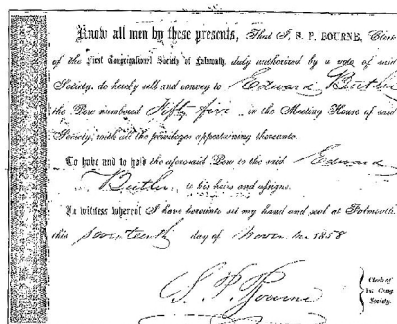 Know all men by these presents, That I, S. P. BOURNE, Clerk
of the First Congregational Society of Falmouth, duly authorized by a vote of said
Society, do hereby sell and convey to Edward Butler
the Pew numbered Fifty five in the Meeting House of said
Society, with all the privileges appertaining thereunto.
To have and to hold the aforesaid Pew to the said Edward
Butler to his heirs and assigns.
In witness whereof I have hereunto set my hand and seal at Falmouth
this Seventeenth day of 1858
S. P. Bourne
Clerk of
1st Cong.
Society.